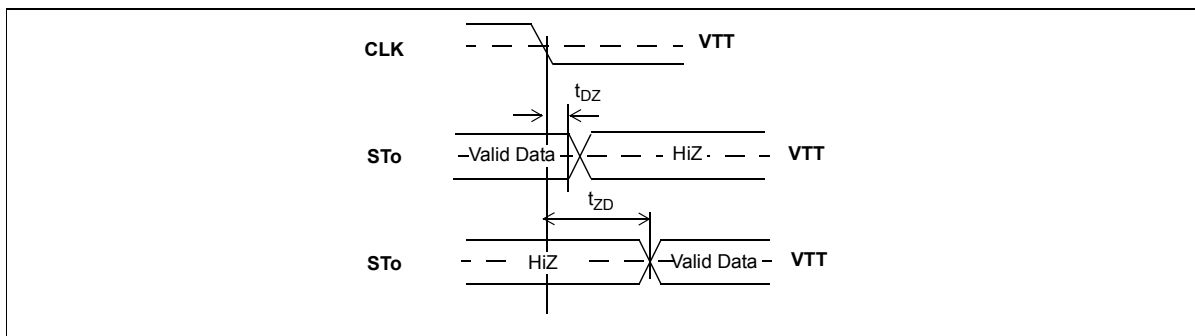 CLK VTT
tDZ
STo Valid Data HiZ VTT
tZD
STo HiZ Valid Data VTT